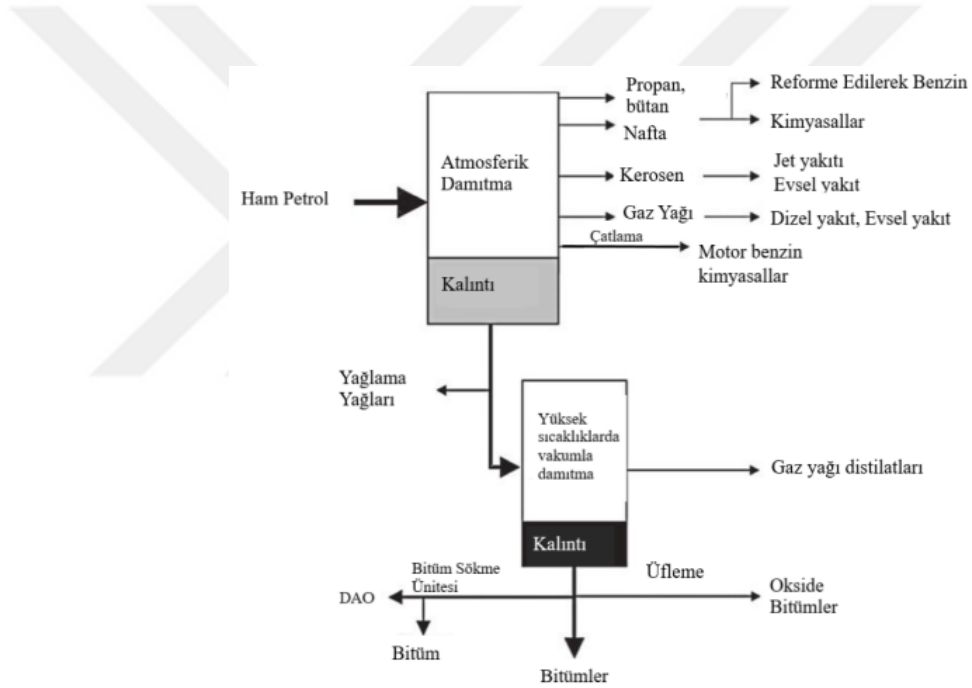 Propan,
bütan
Reforme Edilerek Benzin
Nafta
Kimyasallar
Atmosferik
Damıtma
Ham Petrol
Kerosen
Jet yakıtı
Evsel yakıt
Gaz Yağı
Dizel yakıt, Evsel yakıt
Çatlama
Motor benzin
kimyasallar
Kalıntı
Yağlama
Yağları
Yüksek
sıcaklıklarda
vakumla
damıtma
Gaz yağı distilatları
Kalıntı
Bitüm Sökme
Ünitesi
Üfleme
DAO
Okside
Bitümler
Bitüm
Bitümler